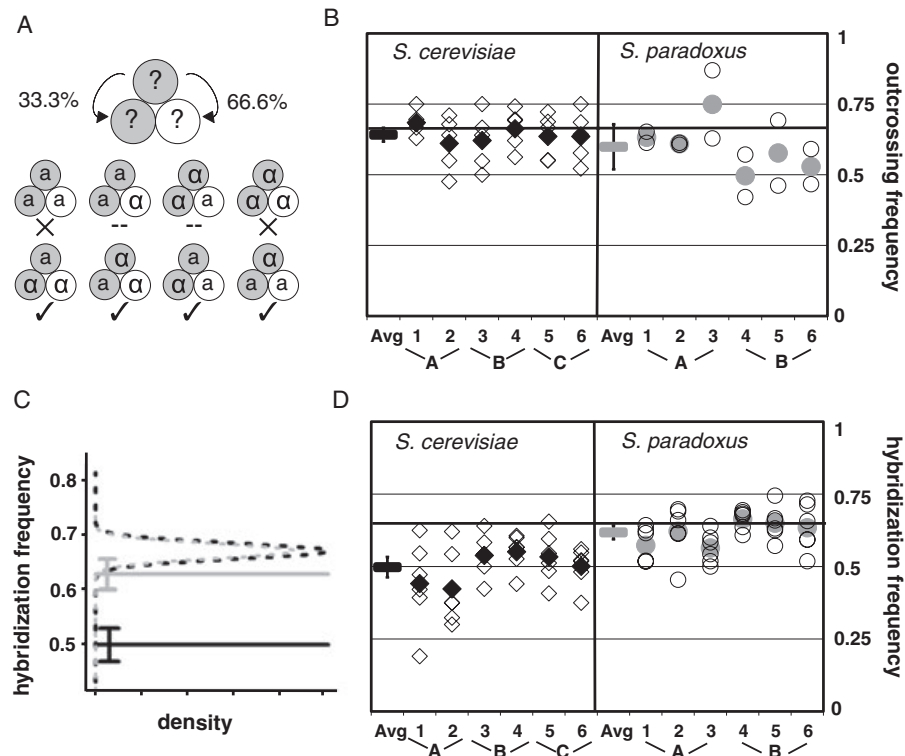 A
?
33.3% 66.6%
? ?
a a α α
a a a α α a α α
× -- -- ×
a α a α
α α a α α a a a
✓ ✓ ✓ ✓
B
S. cerevisiae S. paradoxus
1
0.75
0.5
0.25
0
outcrossing frequency
Avg 1 2 3 4 5 6 Avg 1 2 3 4 5 6
A B C A B
C
hybridization frequency
0.8
0.7
0.6
0.5
density
D
S. cerevisiae S. paradoxus
1
0.75
0.5
0.25
0
hybridization frequency
Avg 1 2 3 4 5 6 Avg 1 2 3 4 5 6
A B C A B